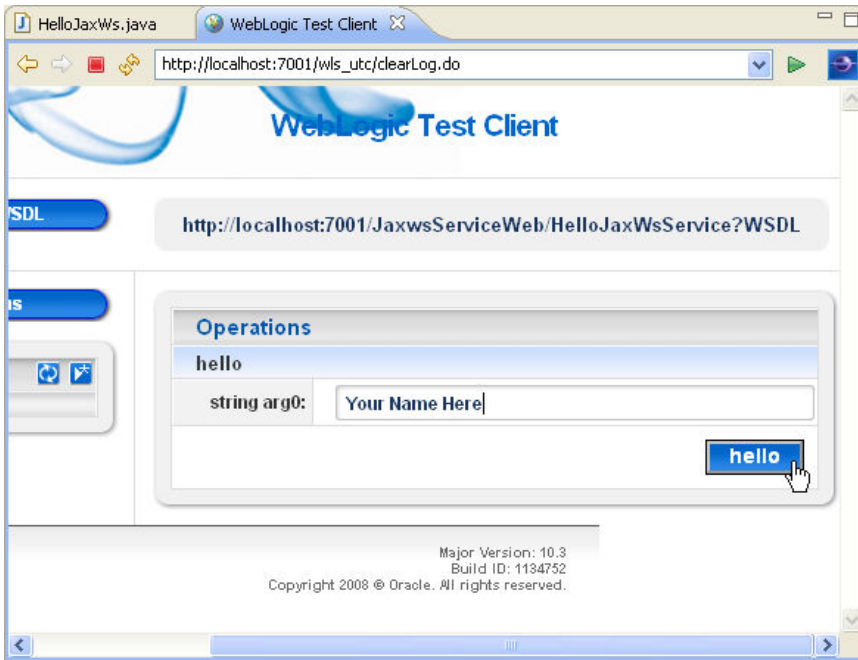 HelloJaxWs.java
WebLogic Test Client
http://localhost:7001/wls_utc/clearLog.do
WebLogic Test Client
WSDL
http://localhost:7001/JaxwsServiceWeb/HelloJaxWsService?WSDL
Operations
hello
string arg0:
Your Name Here
hello
Major Version: 10.3
Build ID: 1134752
Copyright 2008 © Oracle. All rights reserved.